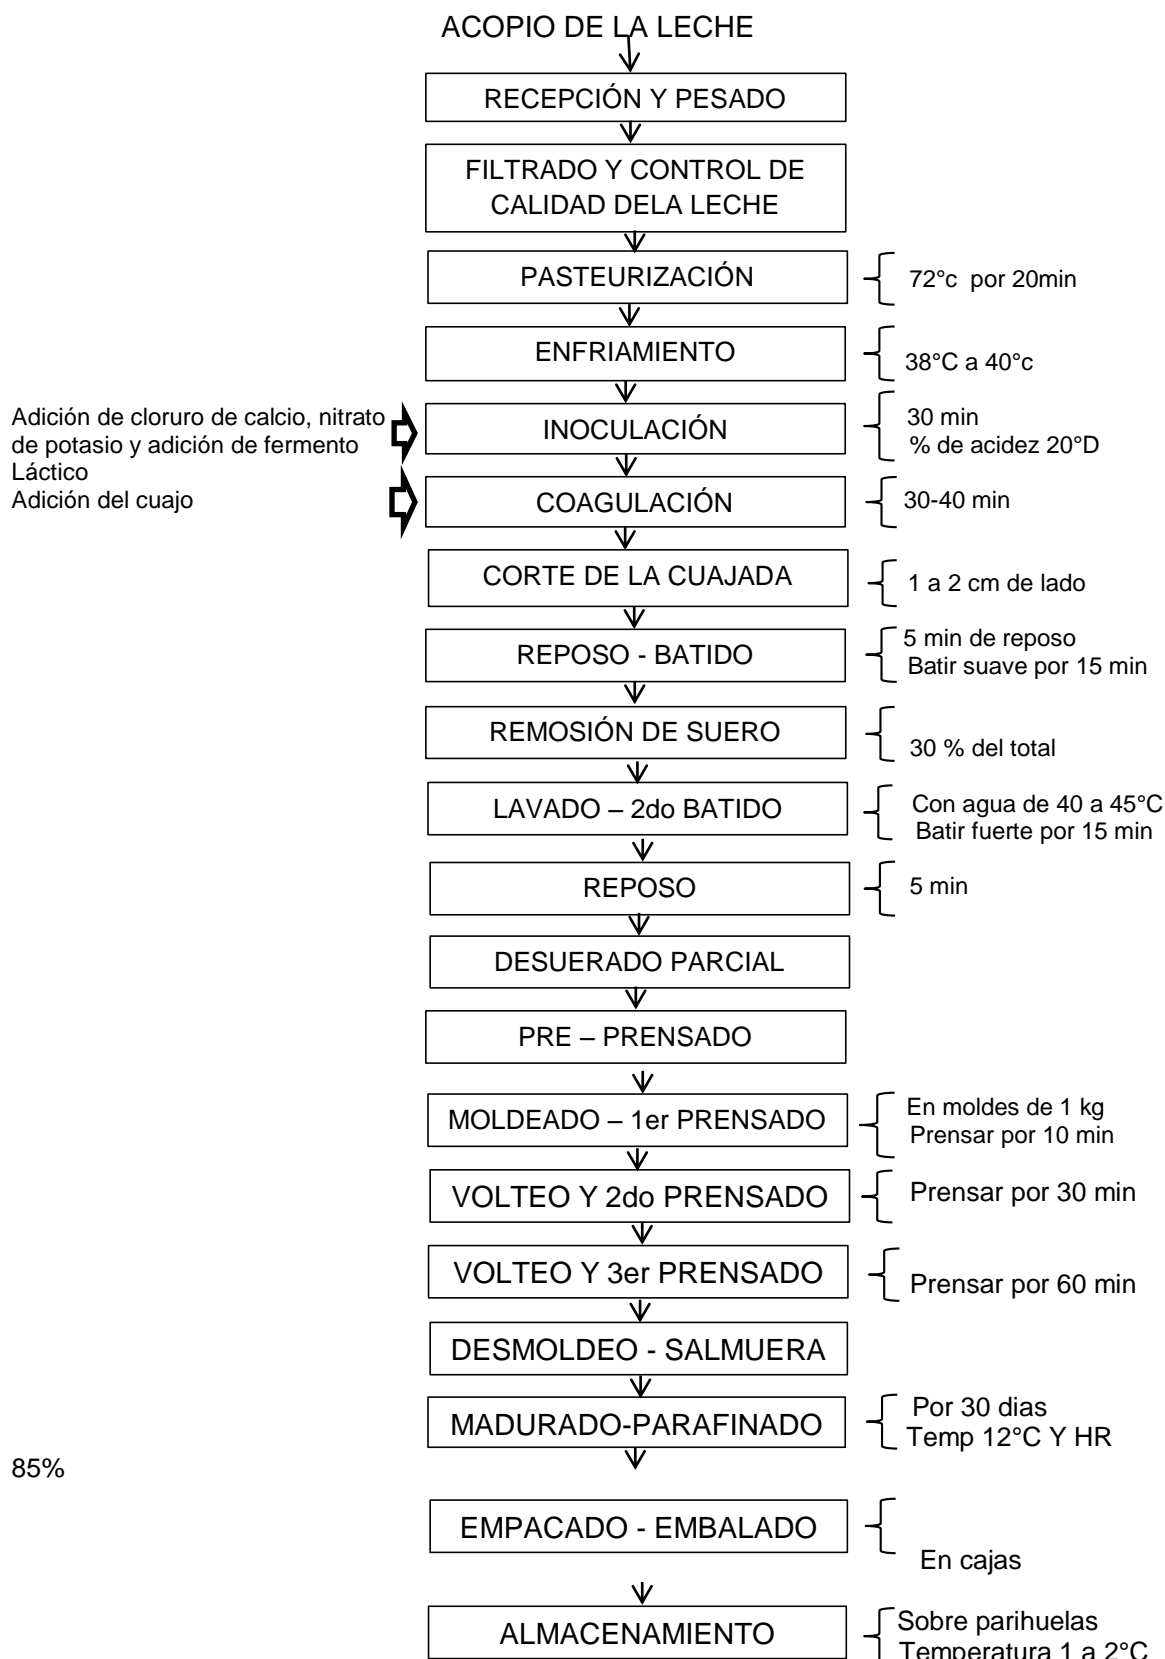 ACOPIO DE LA LECHE
RECEPCIÓN Y PESADO
FILTRADO Y CONTROL DE
CALIDAD DELA LECHE
PASTEURIZACIÓN
72°c por 20min
ENFRIAMIENTO
38°C a 40°c
Adición de cloruro de calcio, nitrato
de potasio y adición de fermento
Láctico
INOCULACIÓN
30 min
% de acidez 20°D
Adición del cuajo
COAGULACIÓN
30-40 min
CORTE DE LA CUAJADA
1 a 2 cm de lado
REPOSO - BATIDO
5 min de reposo
Batir suave por 15 min
REMOSIÓN DE SUERO
30 % del total
LAVADO – 2do BATIDO
Con agua de 40 a 45°C
Batir fuerte por 15 min
REPOSO
5 min
DESUERADO PARCIAL
PRE – PRENSADO
MOLDEADO – 1er PRENSADO
En moldes de 1 kg
Prensar por 10 min
VOLTEO Y 2do PRENSADO
Prensar por 30 min
VOLTEO Y 3er PRENSADO
Prensar por 60 min
DESMOLDEO - SALMUERA
MADURADO-PARAFINADO
Por 30 dias
Temp 12°C Y HR
85%
EMPACADO - EMBALADO
En cajas
ALMACENAMIENTO
Sobre parihuelas
Temperatura 1 a 2°C